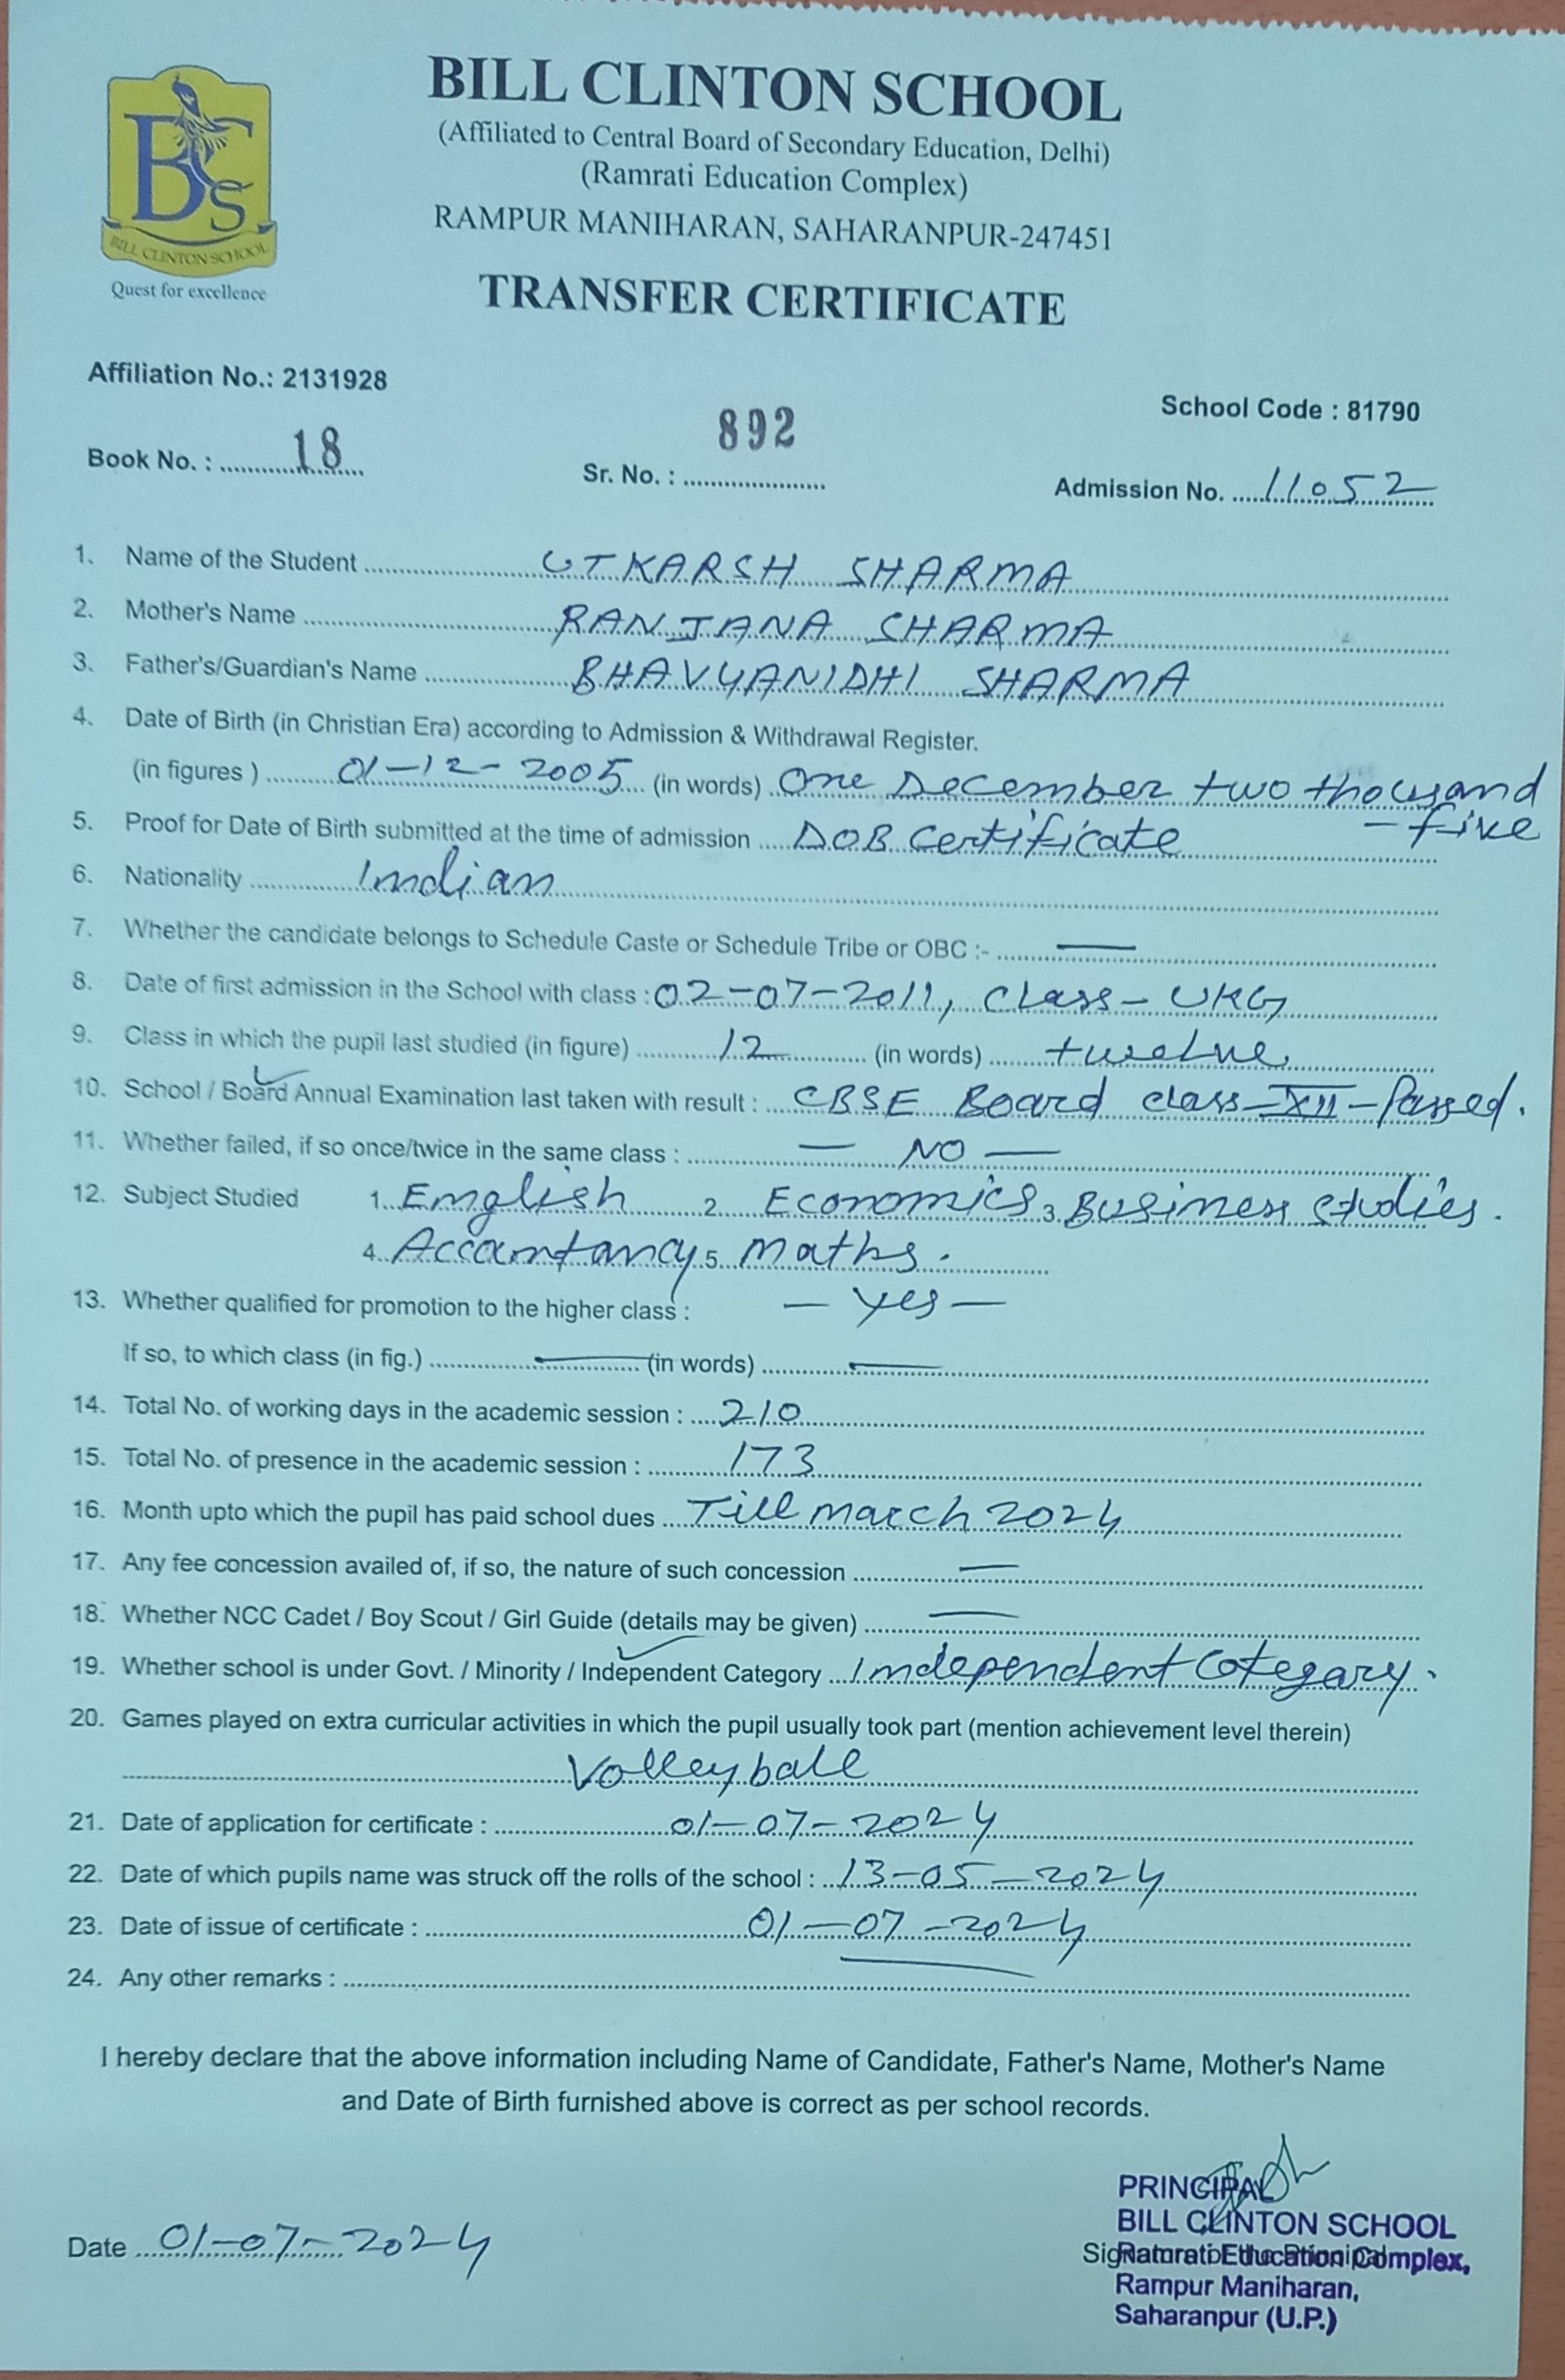 BILL CLINTON SCHOOL
(Affiliated to Central Board of Secondary Education, Delhi)
(Ramrati Education Complex)
RAMPUR MANIHARAN, SAHARANPUR-247451
BCS
BILL CLINTON SCHOOL
Quest for excellence
TRANSFER CERTIFICATE
Affiliation No.: 2131928
School Code : 81790
Book No. : 18 Sr. No. : 892 Admission No. 11052
1. Name of the Student UTKARSH SHARMA
2. Mother's Name RANJANA SHARMA
3. Father's/Guardian's Name BHAVYANIDHI SHARMA
4. Date of Birth (in Christian Era) according to Admission & Withdrawal Register.
(in figures ) 01-12-2005 (in words) One December two thousand
- five
5. Proof for Date of Birth submitted at the time of admission DOB Certificate
6. Nationality Indian
7. Whether the candidate belongs to Schedule Caste or Schedule Tribe or OBC :- —
8. Date of first admission in the School with class : 02-07-2011, Class- UKG
9. Class in which the pupil last studied (in figure) 12 (in words) twelve
10. School / Board Annual Examination last taken with result : CBSE Board class-XII-Passed.
11. Whether failed, if so once/twice in the same class : — NO —
12. Subject Studied 1. English 2. Economics 3. Business Studies.
4. Accountancy 5. Maths.
13. Whether qualified for promotion to the higher class : — Yes —
If so, to which class (in fig.) — (in words) —
14. Total No. of working days in the academic session : 210
15. Total No. of presence in the academic session : 173
16. Month upto which the pupil has paid school dues Till march 2024
17. Any fee concession availed of, if so, the nature of such concession —
18. Whether NCC Cadet / Boy Scout / Girl Guide (details may be given) —
19. Whether school is under Govt. / Minority / Independent Category Independent Categary.
20. Games played on extra curricular activities in which the pupil usually took part (mention achievement level therein)
Volleyball
21. Date of application for certificate : 01-07-2024
22. Date of which pupils name was struck off the rolls of the school : 13-05-2024
23. Date of issue of certificate : 01-07-2024
24. Any other remarks : —
I hereby declare that the above information including Name of Candidate, Father's Name, Mother's Name
and Date of Birth furnished above is correct as per school records.
PRINCIPAL
BILL CLINTON SCHOOL
Date 01-07-2024
Signature of the Principal
Ramrati Education Complex,
Rampur Maniharan,
Saharanpur (U.P.)